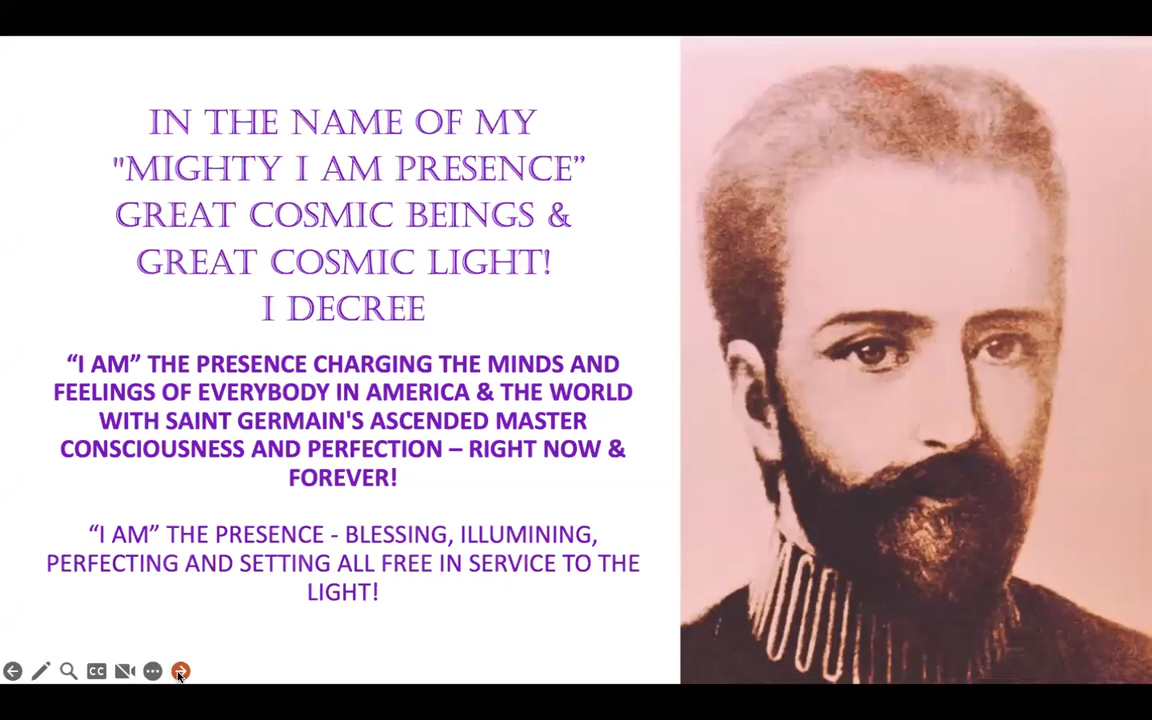 IN THE NAME OF MY
"MIGHTY I AM PRESENCE”
GREAT COSMIC BEINGS &
GREAT COSMIC LIGHT!
I DECREE
“I AM” THE PRESENCE CHARGING THE MINDS AND
FEELINGS OF EVERYBODY IN AMERICA & THE WORLD
WITH SAINT GERMAIN'S ASCENDED MASTER
CONSCIOUSNESS AND PERFECTION – RIGHT NOW &
FOREVER!
“I AM” THE PRESENCE - BLESSING, ILLUMINING,
PERFECTING AND SETTING ALL FREE IN SERVICE TO THE
LIGHT!
CC